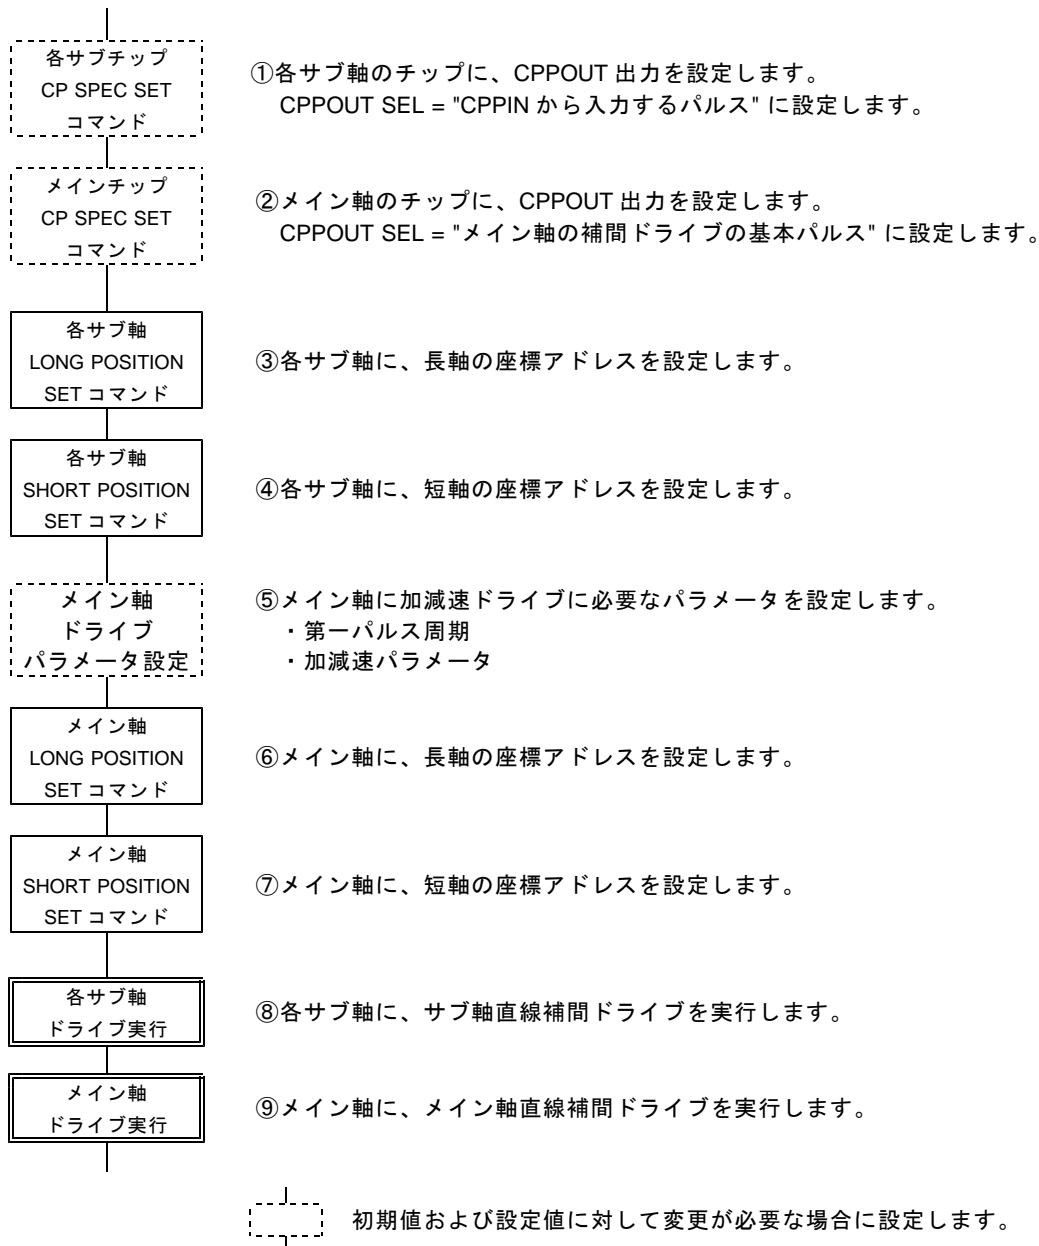 各サブチップ
CP SPEC SET
コマンド
①各サブ軸のチップに、CPPOUT 出力を設定します。
CPPOUT SEL = "CPPIN から入力するパルス" に設定します。
メインチップ
CP SPEC SET
コマンド
②メイン軸のチップに、CPPOUT 出力を設定します。
CPPOUT SEL = "メイン軸の補間ドライブの基本パルス" に設定します。
各サブ軸
LONG POSITION
SET コマンド
③各サブ軸に、長軸の座標アドレスを設定します。
各サブ軸
SHORT POSITION
SET コマンド
④各サブ軸に、短軸の座標アドレスを設定します。
メイン軸
ドライブ
パラメータ設定
⑤メイン軸に加減速ドライブに必要なパラメータを設定します。
・第一パルス周期
・加減速パラメータ
メイン軸
LONG POSITION
SET コマンド
⑥メイン軸に、長軸の座標アドレスを設定します。
メイン軸
SHORT POSITION
SET コマンド
⑦メイン軸に、短軸の座標アドレスを設定します。
各サブ軸
ドライブ実行
⑧各サブ軸に、サブ軸直線補間ドライブを実行します。
メイン軸
ドライブ実行
⑨メイン軸に、メイン軸直線補間ドライブを実行します。
初期値および設定値に対して変更が必要な場合に設定します。